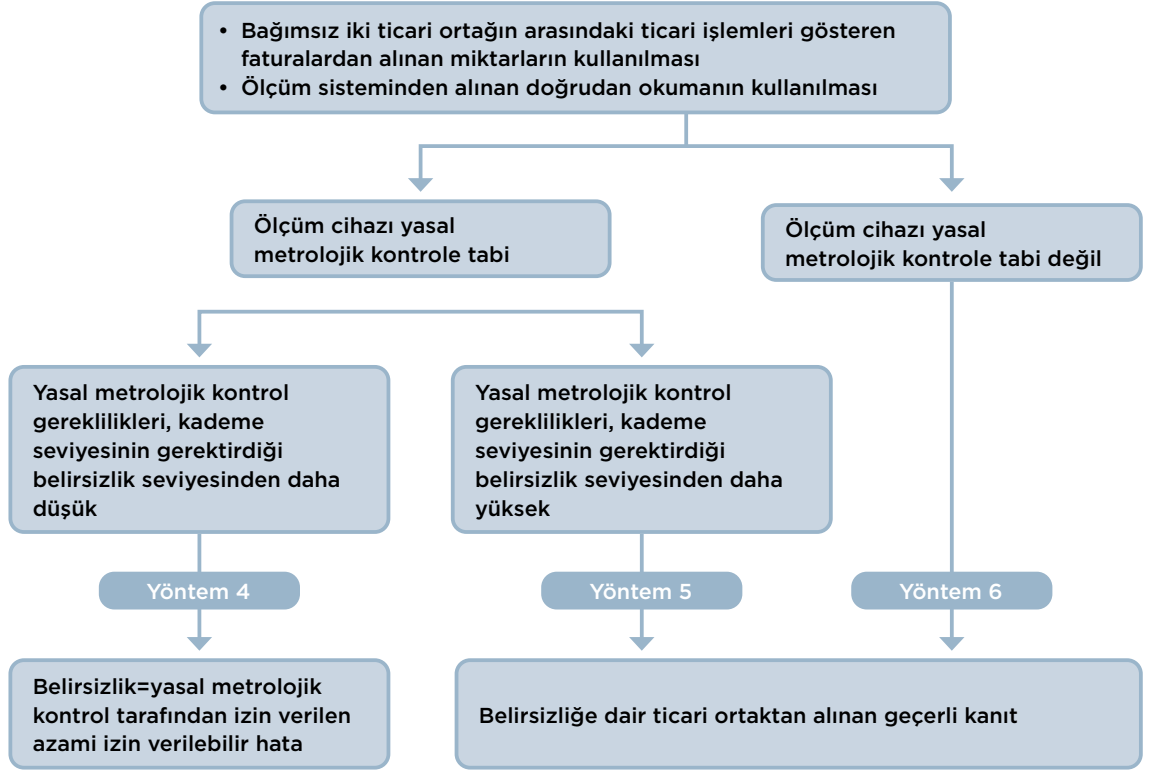 • Bağımsız iki ticari ortağın arasındaki ticari işlemleri gösteren
faturalardan alınan miktarların kullanılması
• Ölçüm sisteminden alınan doğrudan okumanın kullanılması
Ölçüm cihazı yasal
metrolojik kontrole tabi
Ölçüm cihazı yasal
metrolojik kontrole tabi değil
Yasal metrolojik kontrol
gereklilikleri, kademe
seviyesinin gerektirdiği
belirsizlik seviyesinden daha
düşük
Yasal metrolojik kontrol
gereklilikleri, kademe
seviyesinin gerektirdiği
belirsizlik seviyesinden daha
yüksek
Yöntem 4
Yöntem 5
Yöntem 6
Belirsizlik=yasal metrolojik
kontrol tarafından izin verilen
azami izin verilebilir hata
Belirsizliğe dair ticari ortaktan alınan geçerli kanıt